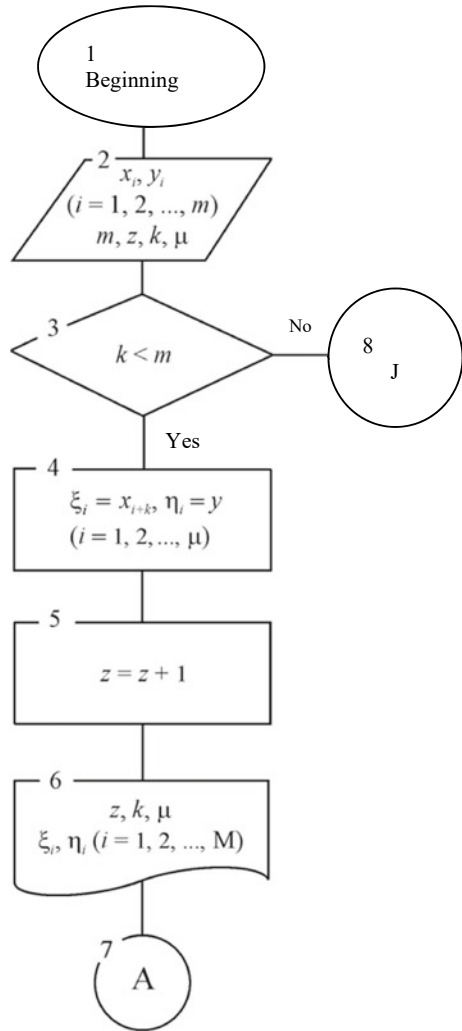 1
Beginning
2
xᵢ, yᵢ
(i = 1, 2, ..., m)
m, z, k, μ
3
k < m
No
8
J
Yes
4
ξᵢ = xᵢ₊ₖ, ηᵢ = y
(i = 1, 2, ..., μ)
5
z = z + 1
6
z, k, μ
ξᵢ, ηᵢ (i = 1, 2, ..., M)
7
A